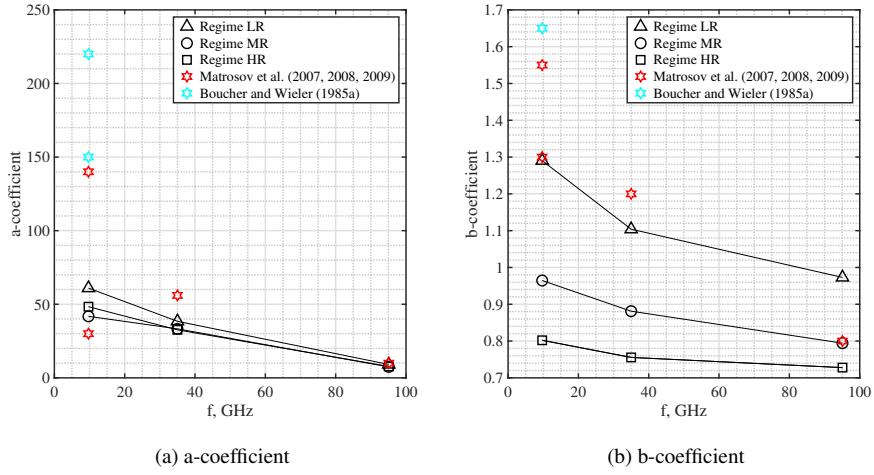 250
200
150
100
50
0
a-coefficient
0 20 40 60 80 100
f, GHz
Regime LR
Regime MR
Regime HR
Matrosov et al. (2007, 2008, 2009)
Boucher and Wieler (1985a)
(a) a-coefficient
1.7
1.6
1.5
1.4
1.3
1.2
1.1
1
0.9
0.8
0.7
b-coefficient
0 20 40 60 80 100
f, GHz
Regime LR
Regime MR
Regime HR
Matrosov et al. (2007, 2008, 2009)
Boucher and Wieler (1985a)
(b) b-coefficient